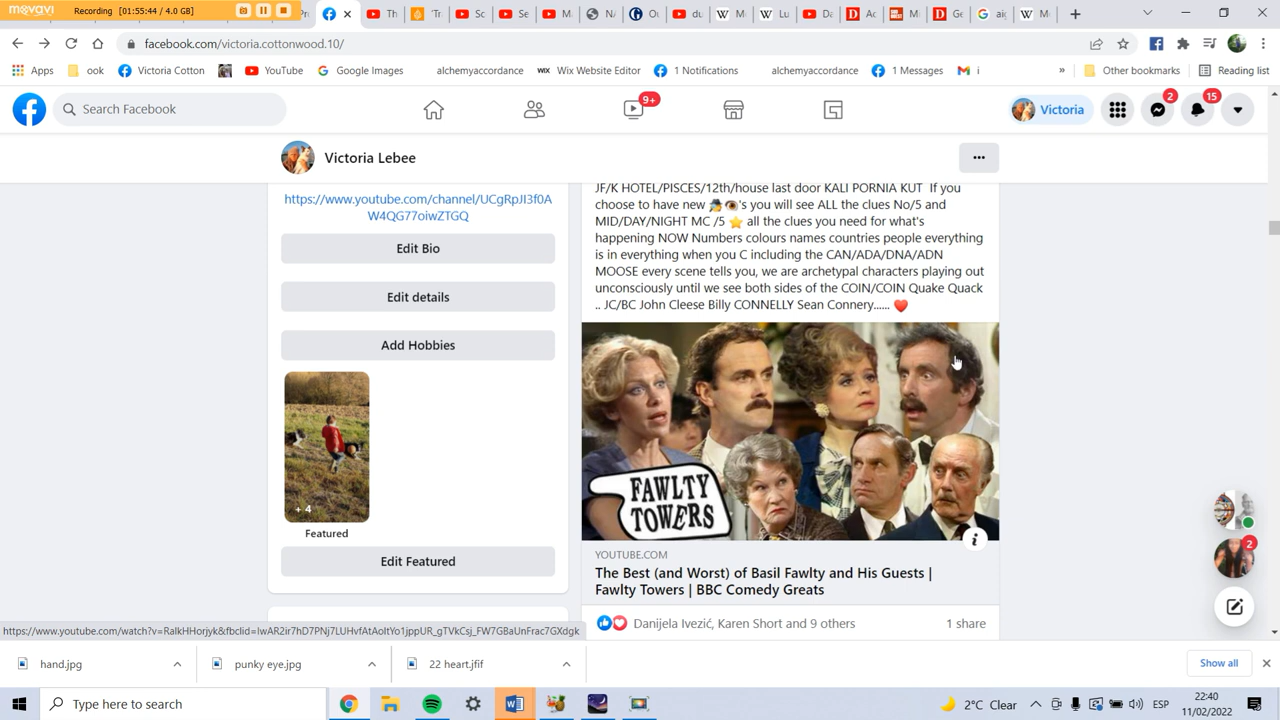 movavi
Recording | 01:55:44 / 4.0 GB
facebook.com/victoria.cottonwood.10/
Apps
ook
Victoria Cotton
YouTube
Google Images
alchemyaccordance
Wix Website Editor
1 Notifications
alchemyaccordance
1 Messages
i
»
Other bookmarks
Reading list
Search Facebook
9+
Victoria
2
15
Victoria Lebee
https://www.youtube.com/channel/UCgRpJI3f0A
W4QG77oiwZTGQ
Edit Bio
Edit details
Add Hobbies
+ 4
Featured
Edit Featured
JF/K HOTEL/PISCES/12th/house last door KALI PORNIA KUT If you
choose to have new 's you will see ALL the clues No/5 and
MID/DAY/NIGHT MC /5 ⭐ all the clues you need for what's
happening NOW Numbers colours names countries people everything
is in everything when you C including the CAN/ADA/DNA/ADN
MOOSE every scene tells you, we are archetypal characters playing out
unconsciously until we see both sides of the COIN/COIN Quake Quack
.. JC/BC John Cleese Billy CONNELLY Sean Connery...... ❤️
FAWLTY
TOWERS
YOUTUBE.COM
The Best (and Worst) of Basil Fawlty and His Guests |
Fawlty Towers | BBC Comedy Greats
Danijela Ivezić, Karen Short and 9 others
1 share
2
hand.jpg
punky eye.jpg
22 heart.jfif
Show all
Type here to search
2°C Clear
ESP
22:40
11/02/2022